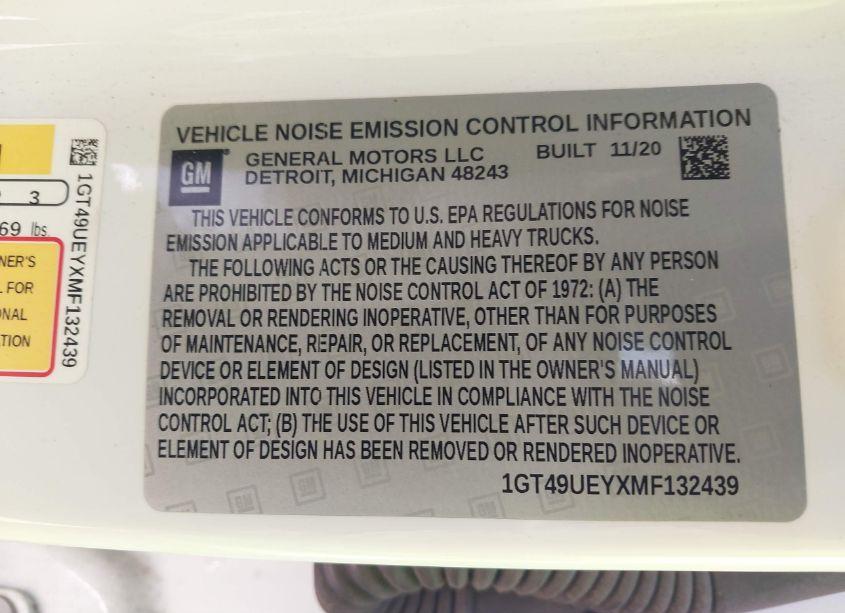 VEHICLE NOISE EMISSION CONTROL INFORMATION
GM
GENERAL MOTORS LLC
DETROIT, MICHIGAN 48243
BUILT 11/20
THIS VEHICLE CONFORMS TO U.S. EPA REGULATIONS FOR NOISE
EMISSION APPLICABLE TO MEDIUM AND HEAVY TRUCKS.
THE FOLLOWING ACTS OR THE CAUSING THEREOF BY ANY PERSON
ARE PROHIBITED BY THE NOISE CONTROL ACT OF 1972: (A) THE
REMOVAL OR RENDERING INOPERATIVE, OTHER THAN FOR PURPOSES
OF MAINTENANCE, REPAIR, OR REPLACEMENT, OF ANY NOISE CONTROL
DEVICE OR ELEMENT OF DESIGN (LISTED IN THE OWNER'S MANUAL)
INCORPORATED INTO THIS VEHICLE IN COMPLIANCE WITH THE NOISE
CONTROL ACT; (B) THE USE OF THIS VEHICLE AFTER SUCH DEVICE OR
ELEMENT OF DESIGN HAS BEEN REMOVED OR RENDERED INOPERATIVE.
1GT49UEYXMF132439
3
69 lbs.
NER'S
FOR
ONAL
TION
1GT49UEYXMF132439